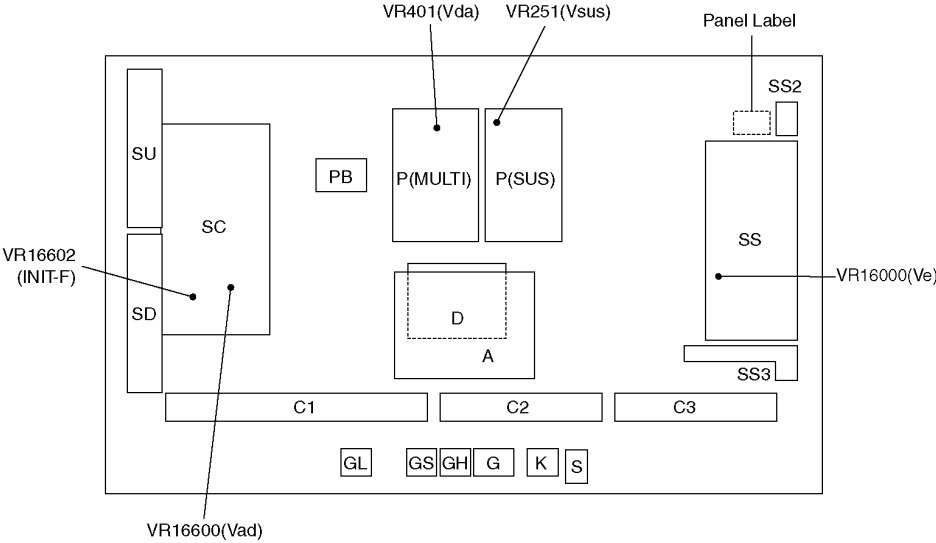 VR401(Vda)
VR251(Vsus)
Panel Label
SS2
SU
PB
P(MULTI)
P(SUS)
SC
SS
VR16602
(INIT-F)
VR16000(Ve)
SD
D
A
SS3
C1
C2
C3
GL
GS
GH
G
K
S
VR16600(Vad)